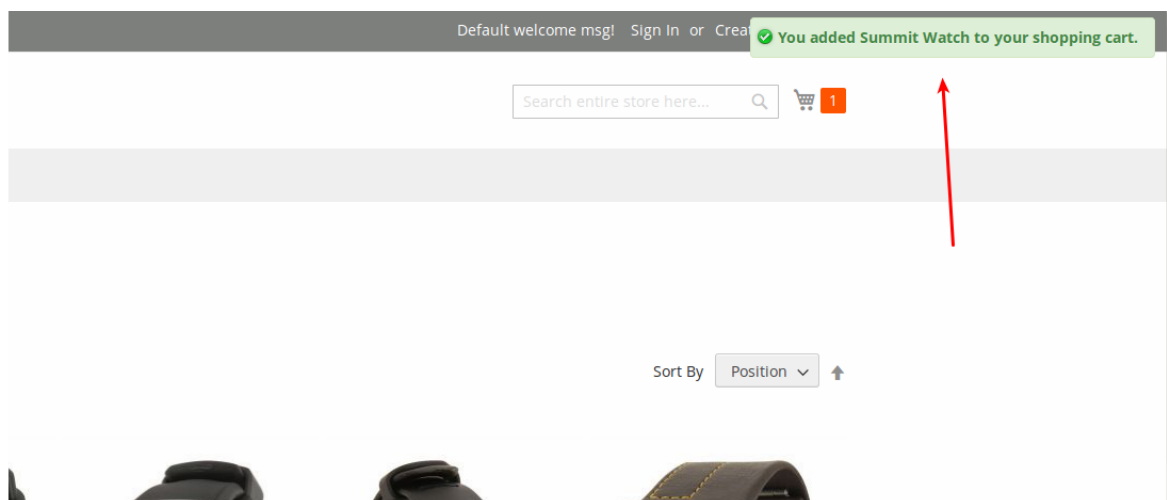 Default welcome msg! Sign In or Creat
You added Summit Watch to your shopping cart.
Search entire store here...
1
Sort By Position